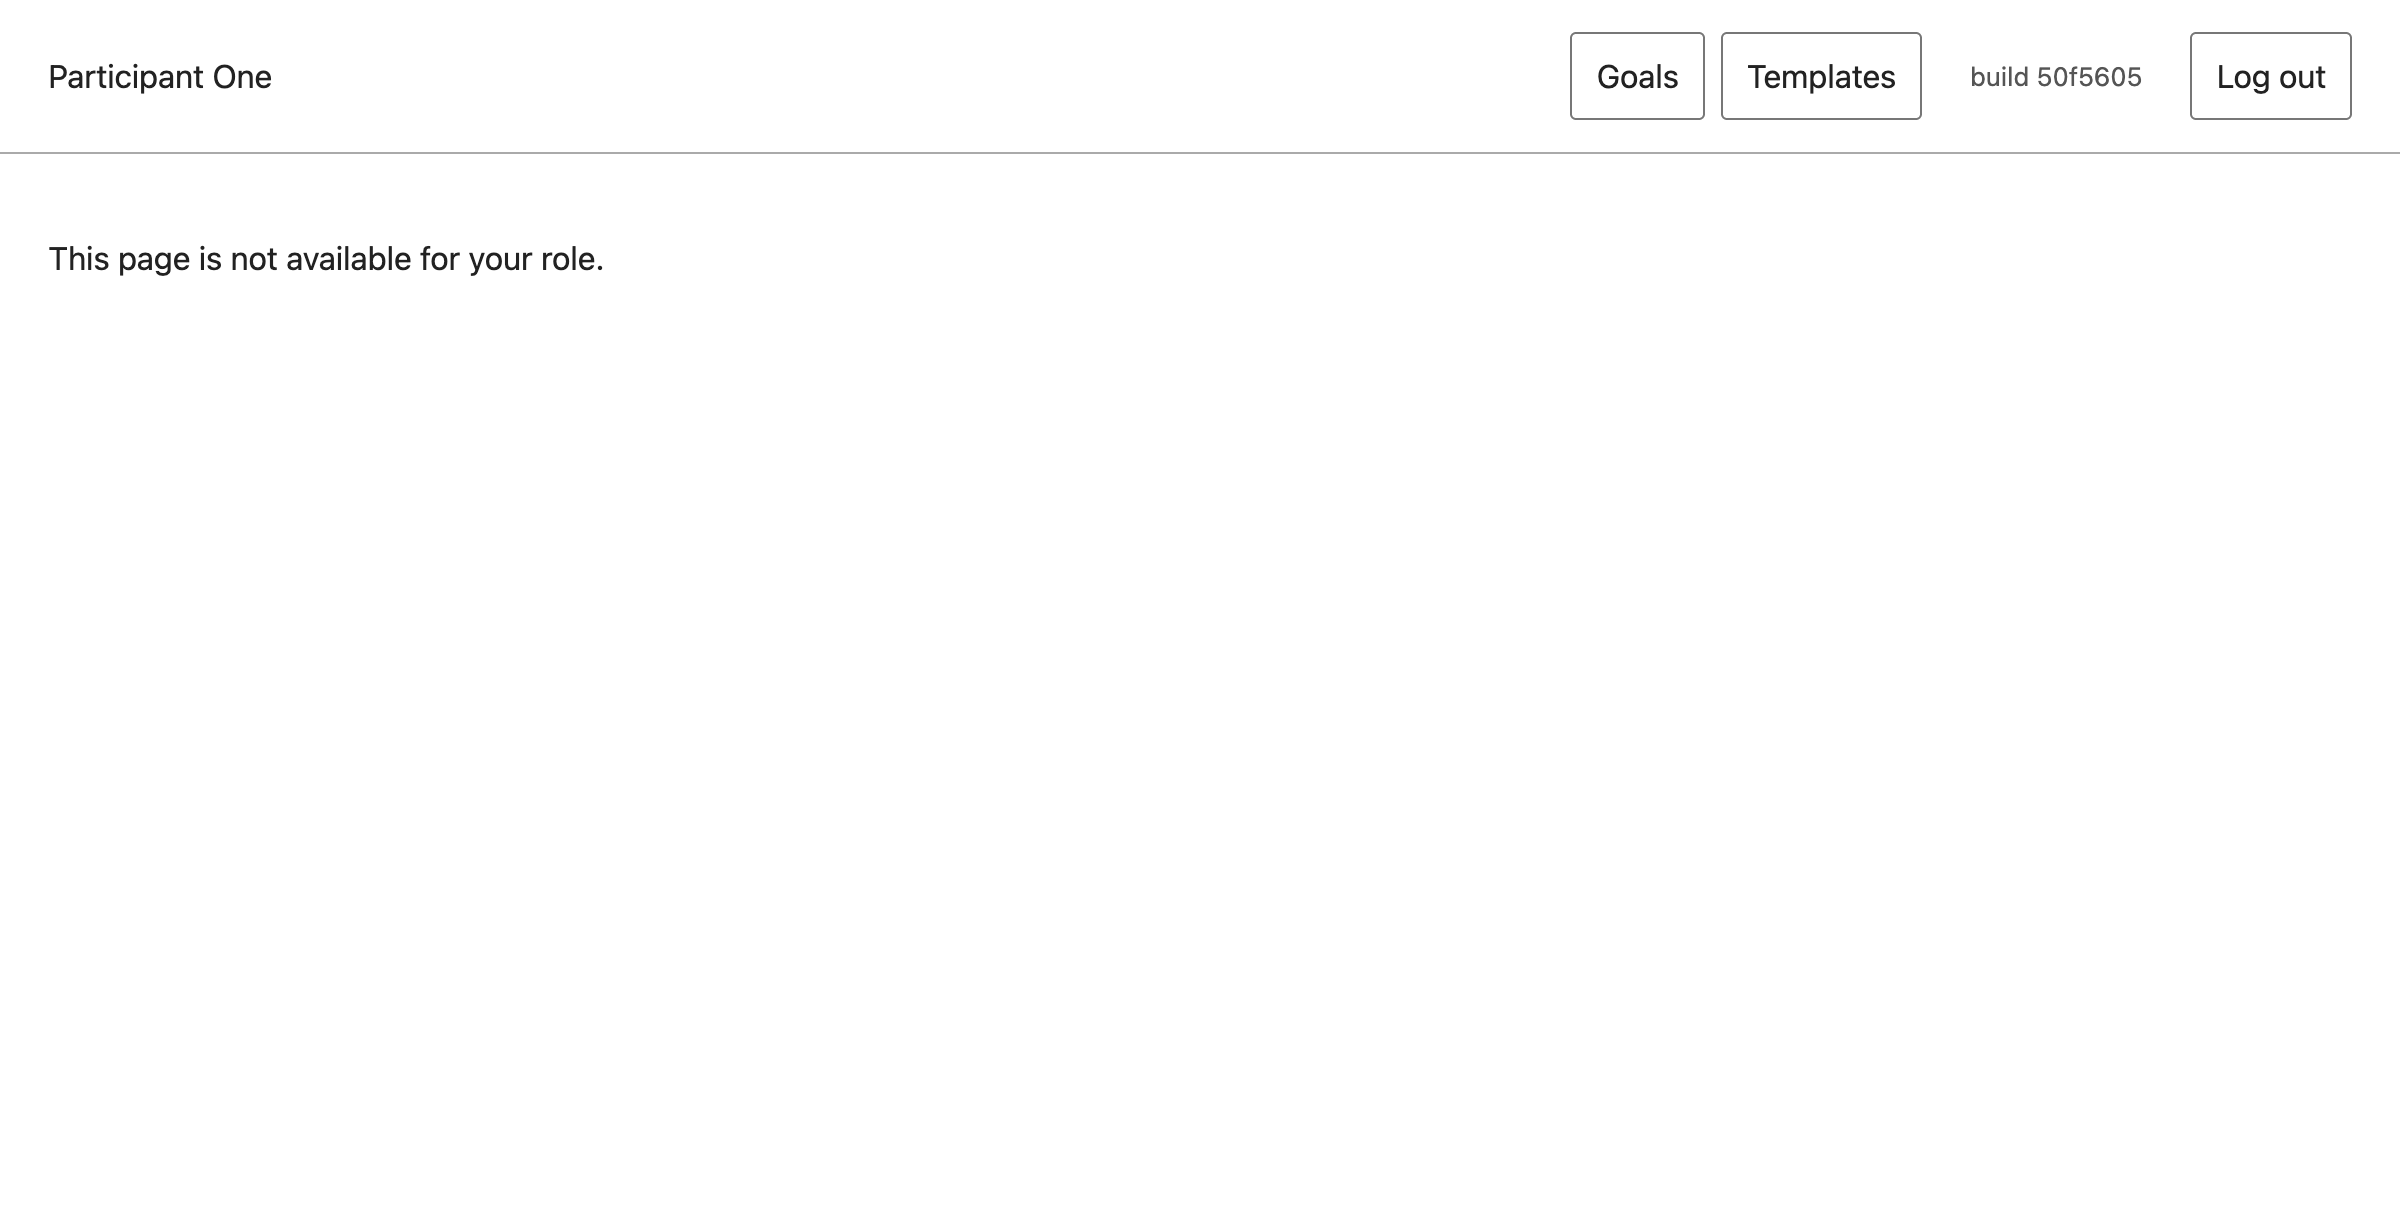 Participant One
Goals
Templates
build 50f5605
Log out
This page is not available for your role.